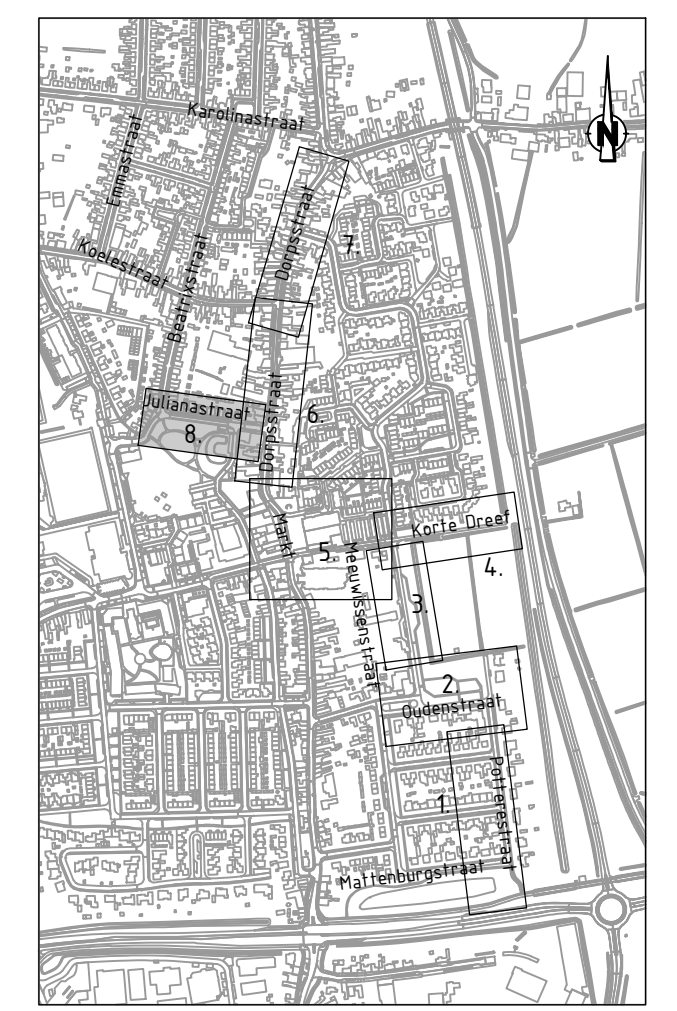 Karolinastraat
N
Emmastraat
Dorpsstraat
7.
Koelestraat
Beatrixstraat
Julianastraat
8.
Dorpsstraat
6.
Markt
5.
Korte Dreef
4.
Meeuwissenstraat
3.
2.
Oudenstraat
1.
Potterestraat
Mattenburgstraat